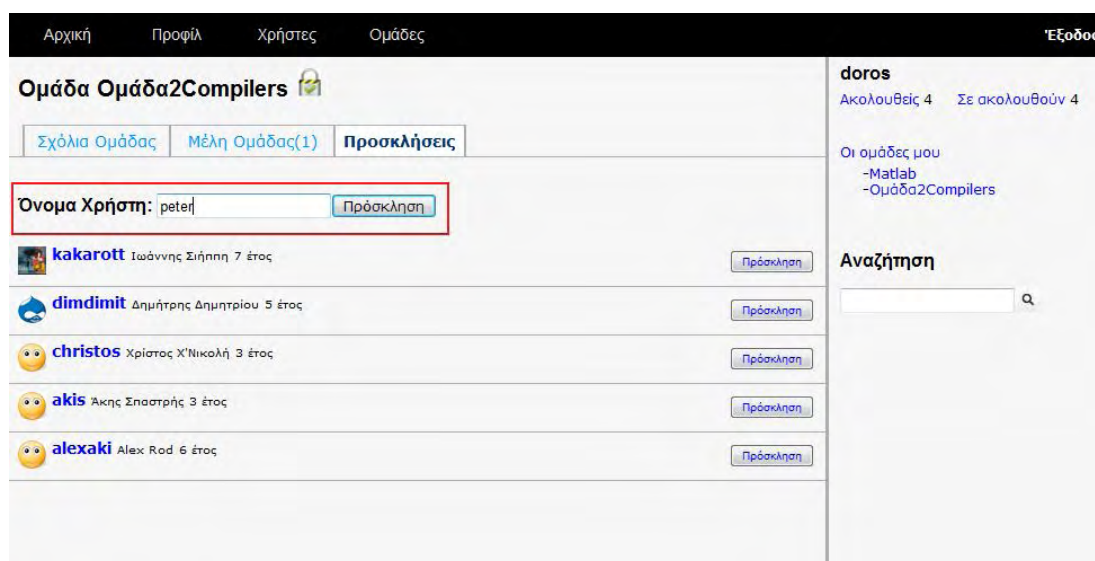 Αρχική Προφίλ Χρήστες Ομάδες Έξοδος
Ομάδα Ομάδα2Compilers
Σχόλια Ομάδας Μέλη Ομάδας(1) Προσκλήσεις
Όνομα Χρήστη: peter Πρόσκληση
kakarott Ιωάννης Σιήππη 7 έτος Πρόσκληση
dimdimit Δημήτρης Δημητρίου 5 έτος Πρόσκληση
christos Χρίστος Χ'Νικολή 3 έτος Πρόσκληση
akis Άκης Σπαστρής 3 έτος Πρόσκληση
alexaki Alex Rod 6 έτος Πρόσκληση
doros
Ακολουθείς 4 Σε ακολουθούν 4
Οι ομάδες μου
-Matlab
-Ομάδα2Compilers
Αναζήτηση